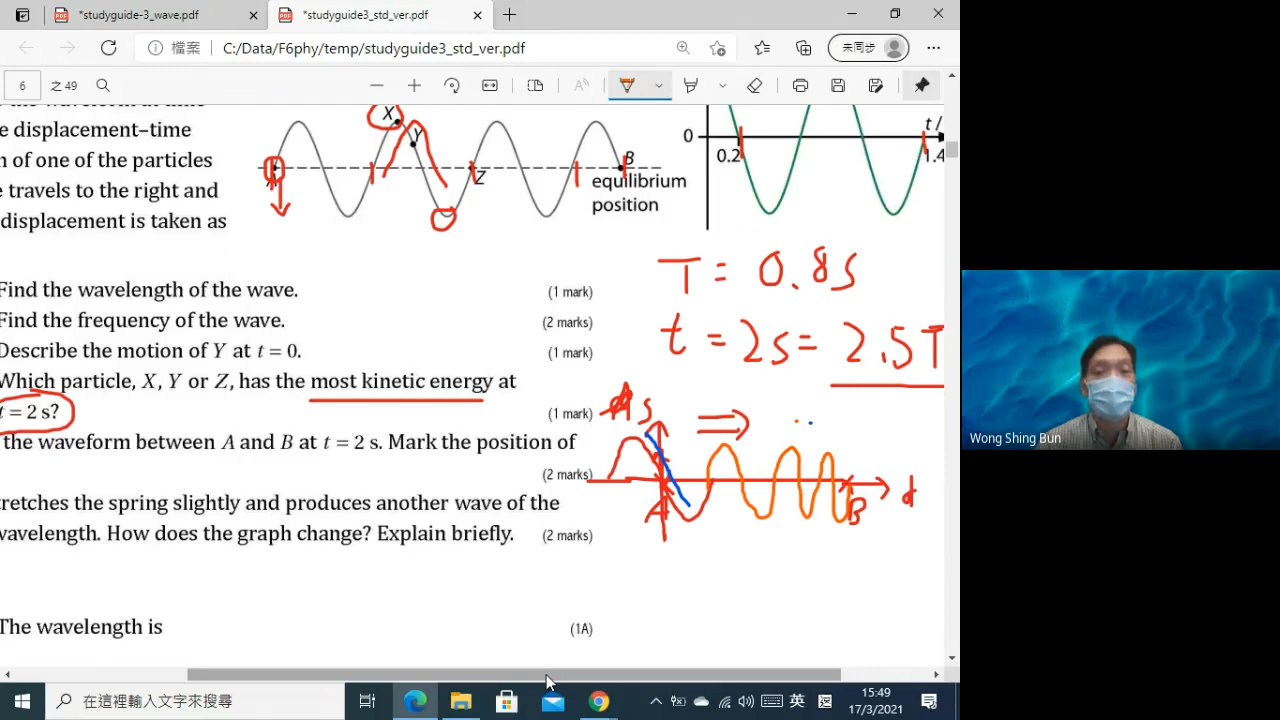 *studyguide-3_wave.pdf
*studyguide3_std_ver.pdf
檔案
C:/Data/F6phy/temp/studyguide3_std_ver.pdf
未同步
6
之 49
e displacement–time
n of one of the particles
e travels to the right and
displacement is taken as
X
Y
Z
B
equilibrium
position
0
0.2
t /
1.4
T = 0.8s
t = 2s = 2.5T
Find the wavelength of the wave.
(1 mark)
Find the frequency of the wave.
(2 marks)
Describe the motion of Y at t = 0.
(1 mark)
Which particle, X, Y or Z, has the most kinetic energy at
t = 2 s?
(1 mark)
the waveform between A and B at t = 2 s. Mark the position of
(2 marks)
retches the spring slightly and produces another wave of the
wavelength. How does the graph change? Explain briefly.
(2 marks)
s
A
B
d
The wavelength is
(1A)
Wong Shing Bun
在這裡輸入文字來搜尋
英
15:49
17/3/2021